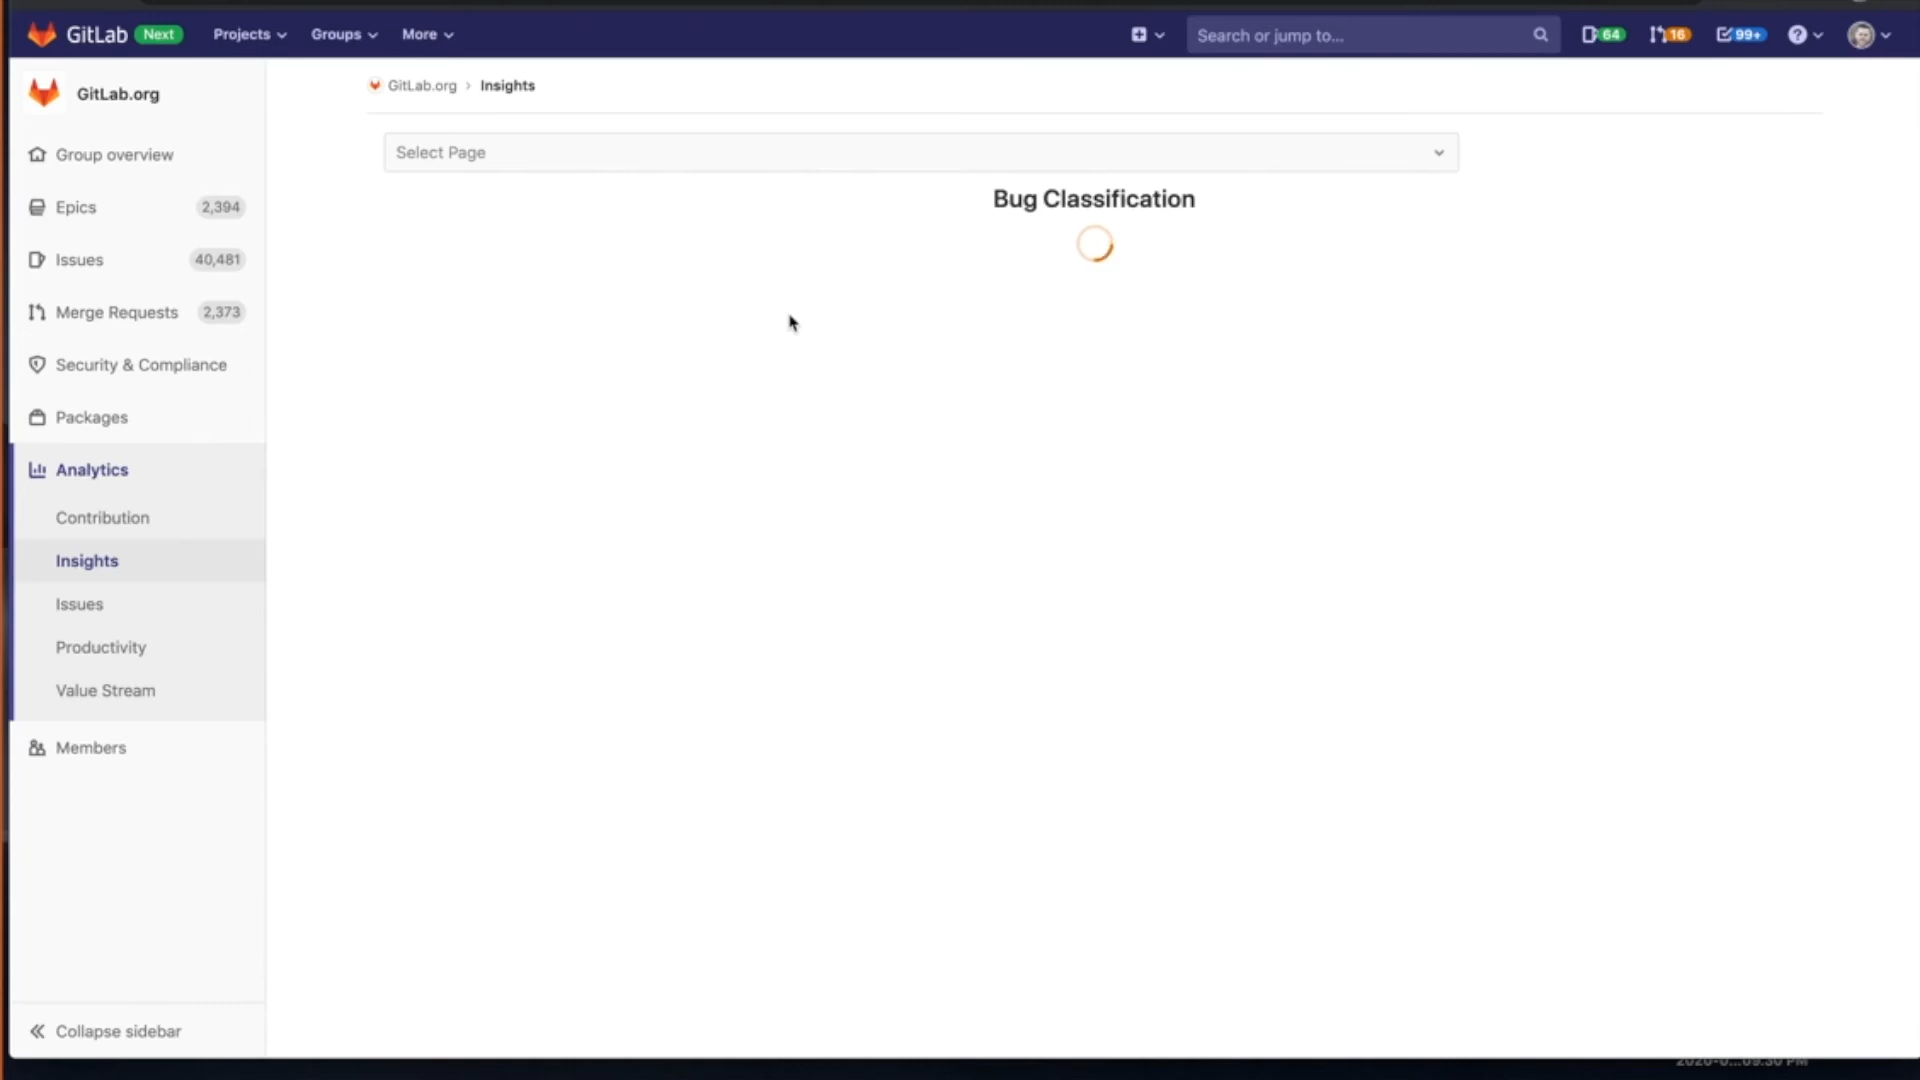 GitLab Next Projects Groups More Search or jump to... 64 16 99+
GitLab.org
GitLab.org › Insights
Select Page
Bug Classification
Group overview
Epics 2,394
Issues 40,481
Merge Requests 2,373
Security & Compliance
Packages
Analytics
Contribution
Insights
Issues
Productivity
Value Stream
Members
Collapse sidebar